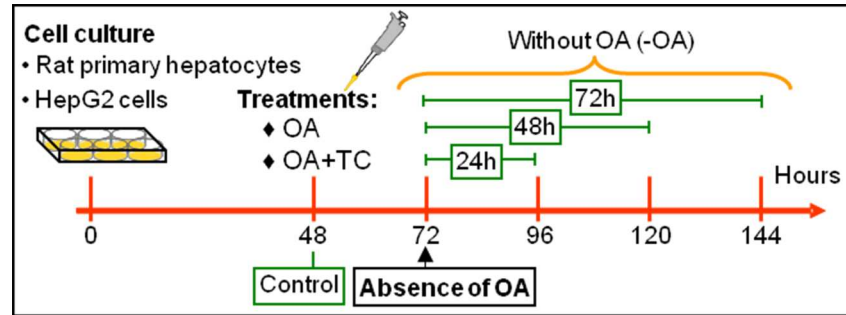 Cell culture
• Rat primary hepatocytes
• HepG2 cells
Treatments:
♦ OA
♦ OA+TC
Without OA (-OA)
72h
48h
24h
Hours
0 48 72 96 120 144
Control
Absence of OA